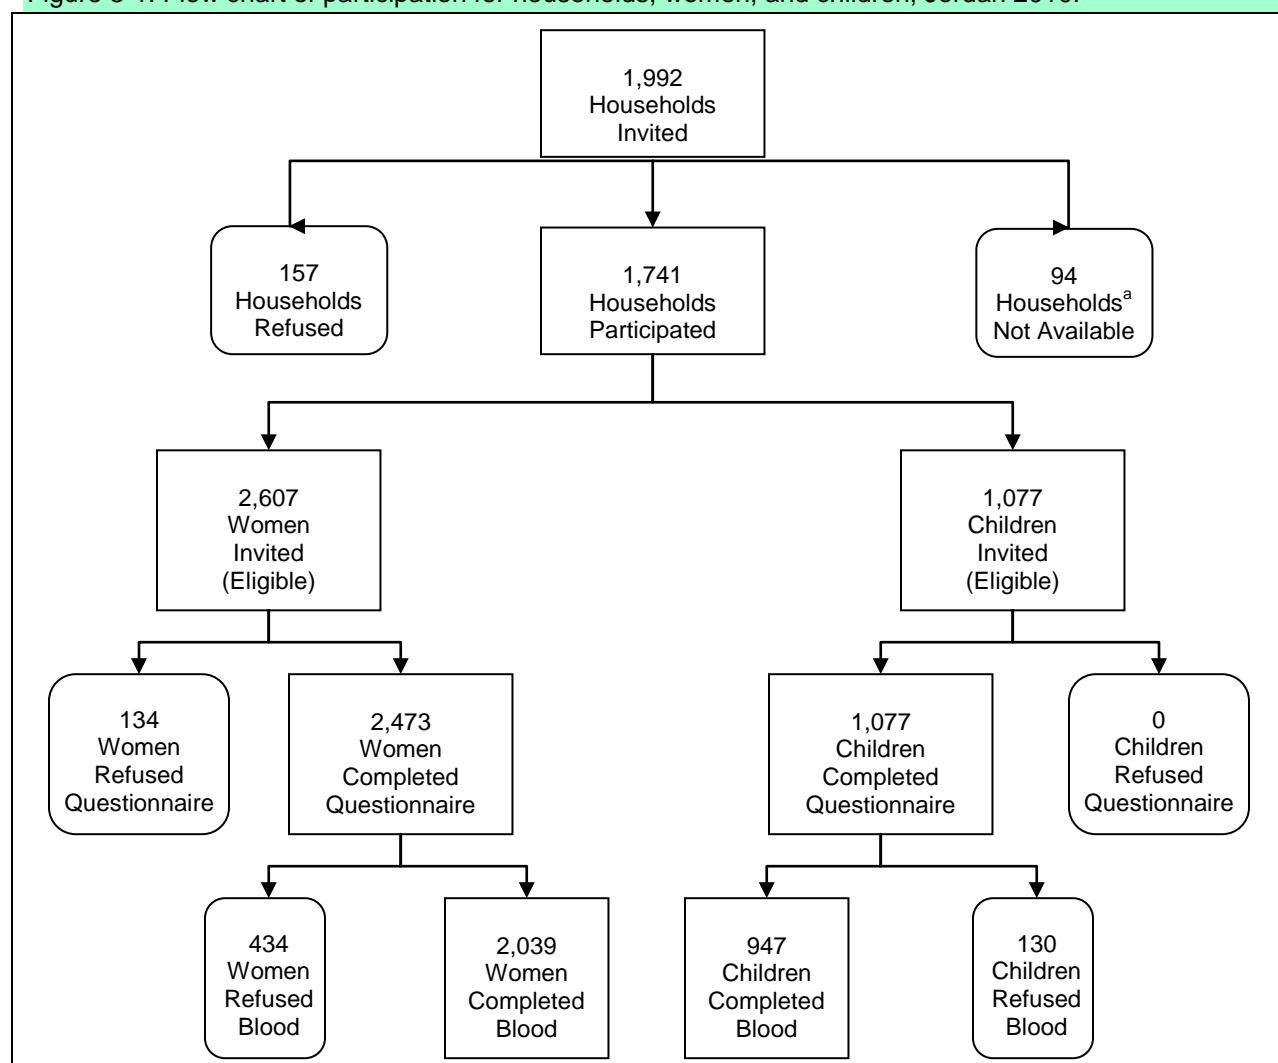 Figure Flow chart of participation for households, women, and children, Jordan 2010.
1,992
Households
Invited
157
Households
Refused
1,741
Households
Participated
94
Households^a
Not Available
2,607
Women
Invited
(Eligible)
1,077
Children
Invited
(Eligible)
134
Women
Refused
Questionnaire
2,473
Women
Completed
Questionnaire
1,077
Children
Completed
Questionnaire
0
Children
Refused
Questionnaire
434
Women
Refused
Blood
2,039
Women
Completed
Blood
947
Children
Completed
Blood
130
Children
Refused
Blood